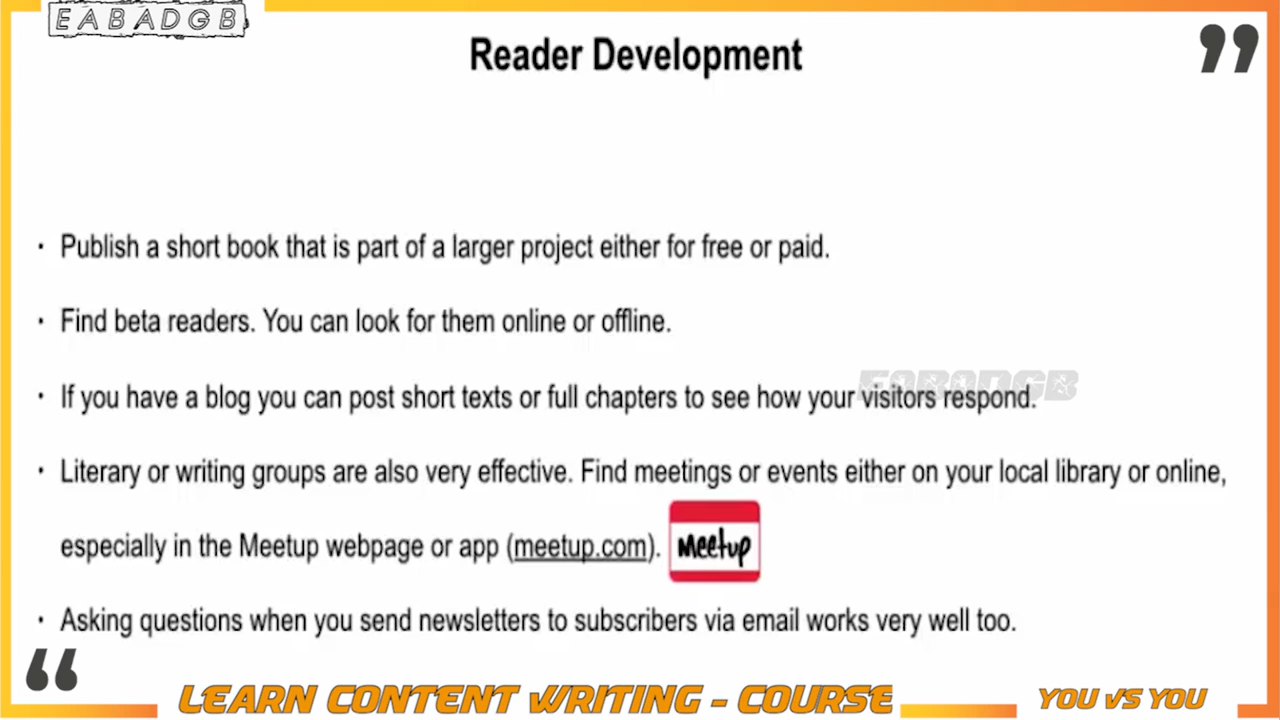 EABADGB
Reader Development
• Publish a short book that is part of a larger project either for free or paid.
• Find beta readers. You can look for them online or offline.
EABADGB
• If you have a blog you can post short texts or full chapters to see how your visitors respond.
• Literary or writing groups are also very effective. Find meetings or events either on your local library or online,
especially in the Meetup webpage or app (meetup.com). Meetup
• Asking questions when you send newsletters to subscribers via email works very well too.
LEARN CONTENT WRITING - COURSE
YOU VS YOU